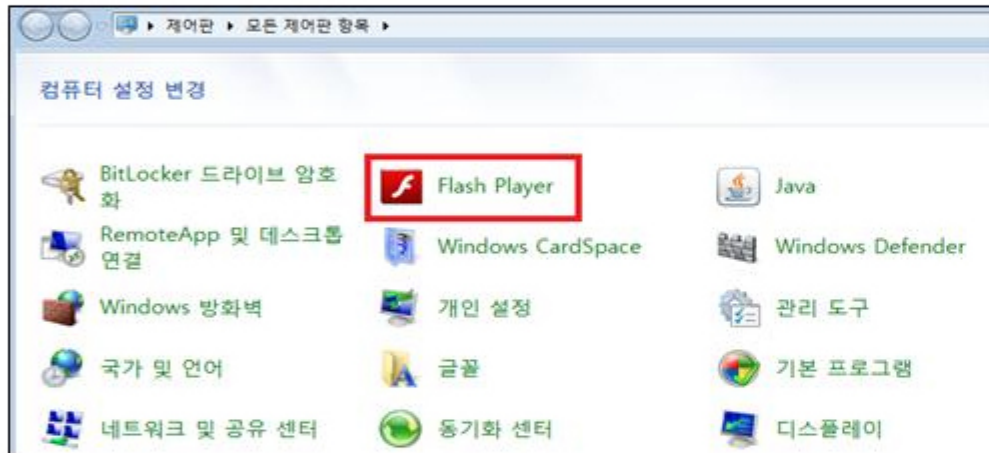 제어판 ▸ 모든 제어판 항목 ▸
컴퓨터 설정 변경
BitLocker 드라이브 암호
화
Flash Player
Java
RemoteApp 및 데스크톱
연결
Windows CardSpace
Windows Defender
Windows 방화벽
개인 설정
관리 도구
국가 및 언어
글꼴
기본 프로그램
네트워크 및 공유 센터
동기화 센터
디스플레이